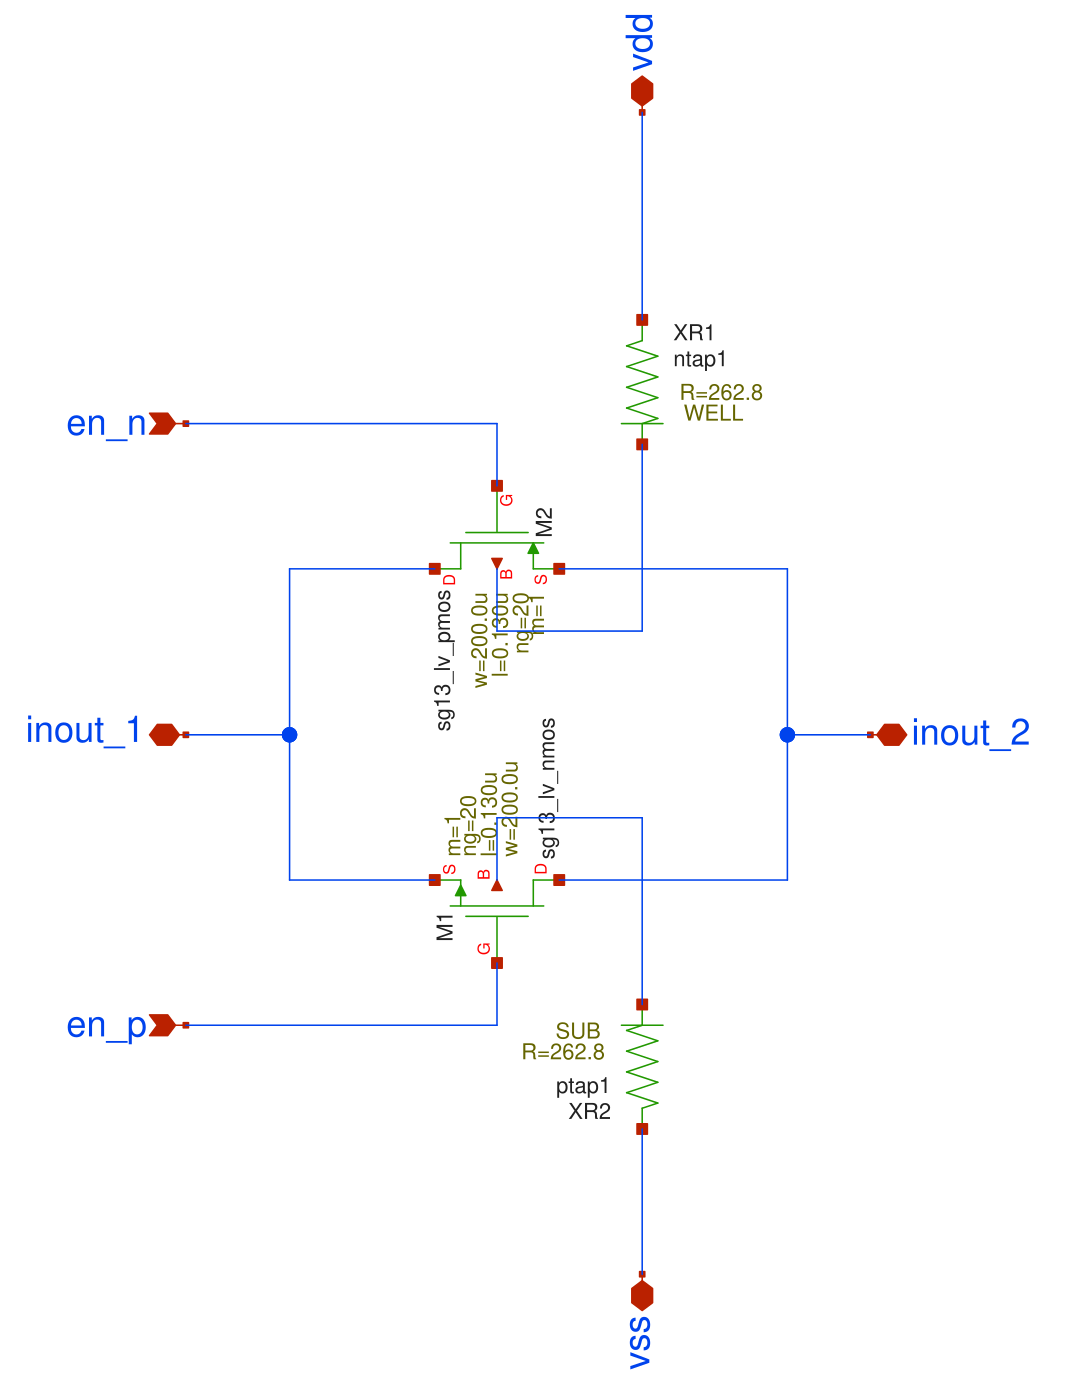 vdd
XR1
ntap1
R=262.8
WELL
en_n
G
M2
D
B
S
sg13_lv_pmos
w=200.0u
l=0.130u
ng=20
m=1
inout_1
inout_2
sg13_lv_nmos
m=1
ng=20
l=0.130u
w=200.0u
S
B
D
M1
G
en_p
SUB
R=262.8
ptap1
XR2
vss